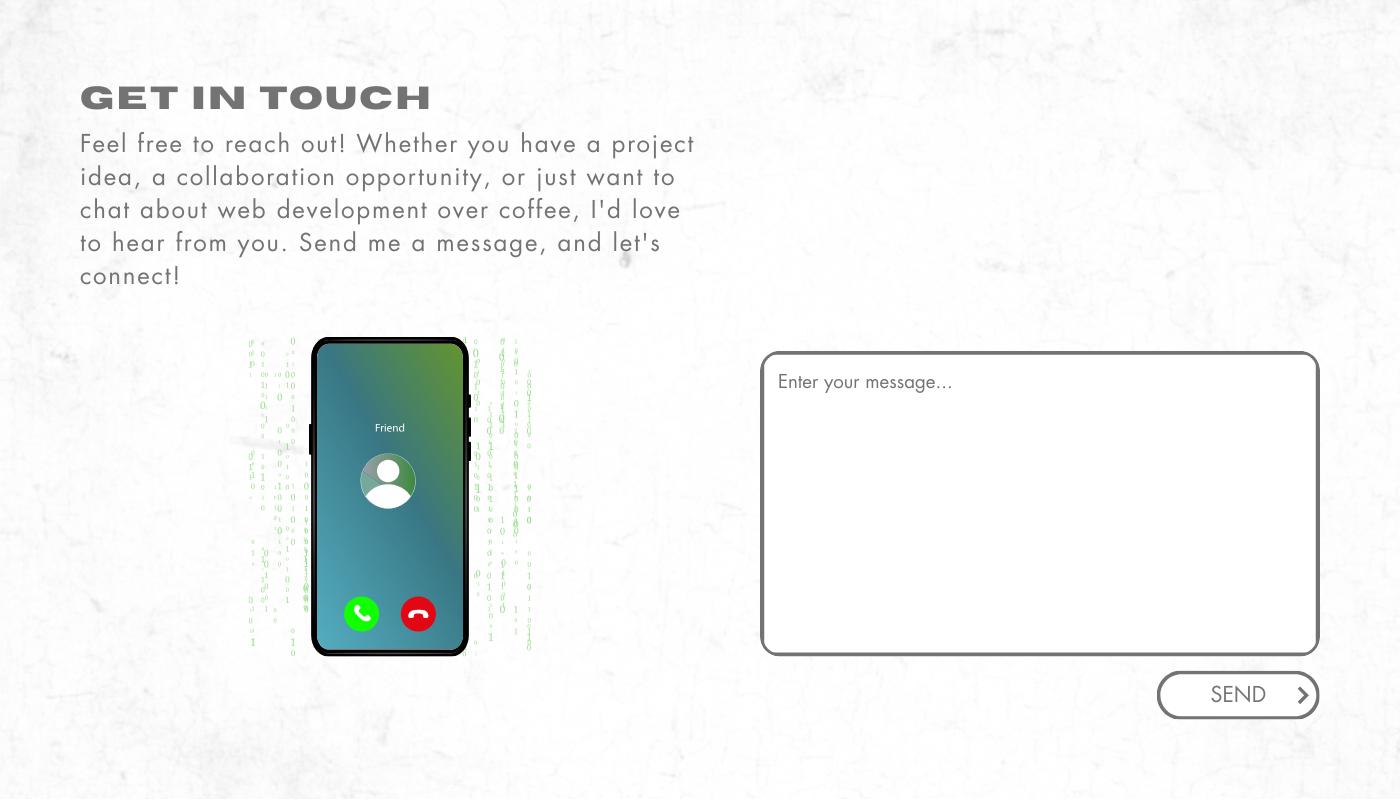 GET IN TOUCH
Feel free to reach out! Whether you have a project
idea, a collaboration opportunity, or just want to
chat about web development over coffee, I'd love
to hear from you. Send me a message, and let's
connect!
Friend
Enter your message...
SEND